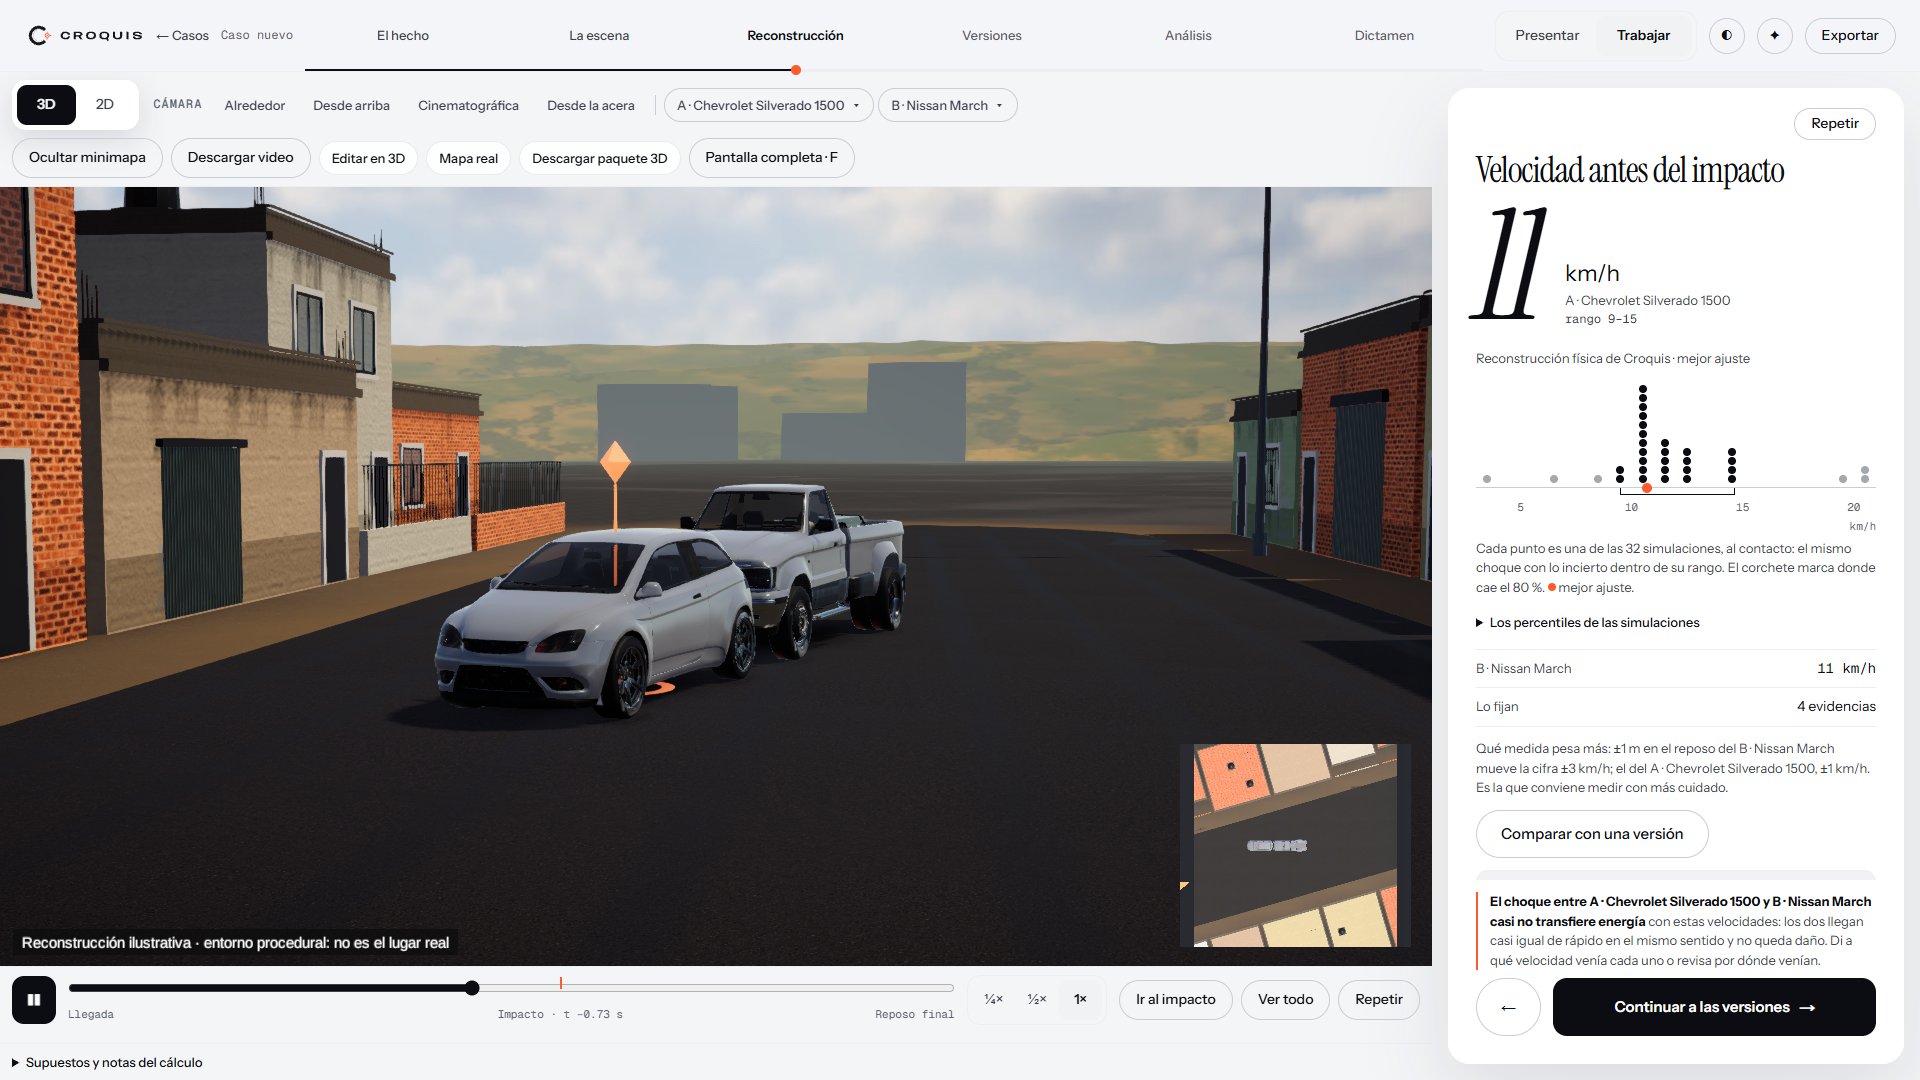 CROQUIS
← Casos
Caso nuevo
El hecho
La escena
Reconstrucción
Versiones
Análisis
Dictamen
Presentar
Trabajar
Exportar
3D
2D
CÁMARA
Alrededor
Desde arriba
Cinematográfica
Desde la acera
A · Chevrolet Silverado 1500
B · Nissan March
Ocultar minimapa
Descargar video
Editar en 3D
Mapa real
Descargar paquete 3D
Pantalla completa · F
Reconstrucción ilustrativa · entorno procedural: no es el lugar real
Llegada
Impacto · t −0.73 s
Reposo final
¼×
½×
1×
Ir al impacto
Ver todo
Repetir
Supuestos y notas del cálculo
Repetir
Velocidad antes del impacto
11
km/h
A · Chevrolet Silverado 1500
rango 9–15
Reconstrucción física de Croquis · mejor ajuste
5
10
15
20
km/h
Cada punto es una de las 32 simulaciones, al contacto: el mismo
choque con lo incierto dentro de su rango. El corchete marca donde
cae el 80 %. mejor ajuste.
Los percentiles de las simulaciones
B · Nissan March
11 km/h
Lo fijan
4 evidencias
Qué medida pesa más: ±1 m en el reposo del B · Nissan March
mueve la cifra ±3 km/h; el del A · Chevrolet Silverado 1500, ±1 km/h.
Es la que conviene medir con más cuidado.
Comparar con una versión
El choque entre A · Chevrolet Silverado 1500 y B · Nissan March
casi no transfiere energía con estas velocidades: los dos llegan
casi igual de rápido en el mismo sentido y no queda daño. Di a
qué velocidad venía cada uno o revisa por dónde venían.
←
Continuar a las versiones →